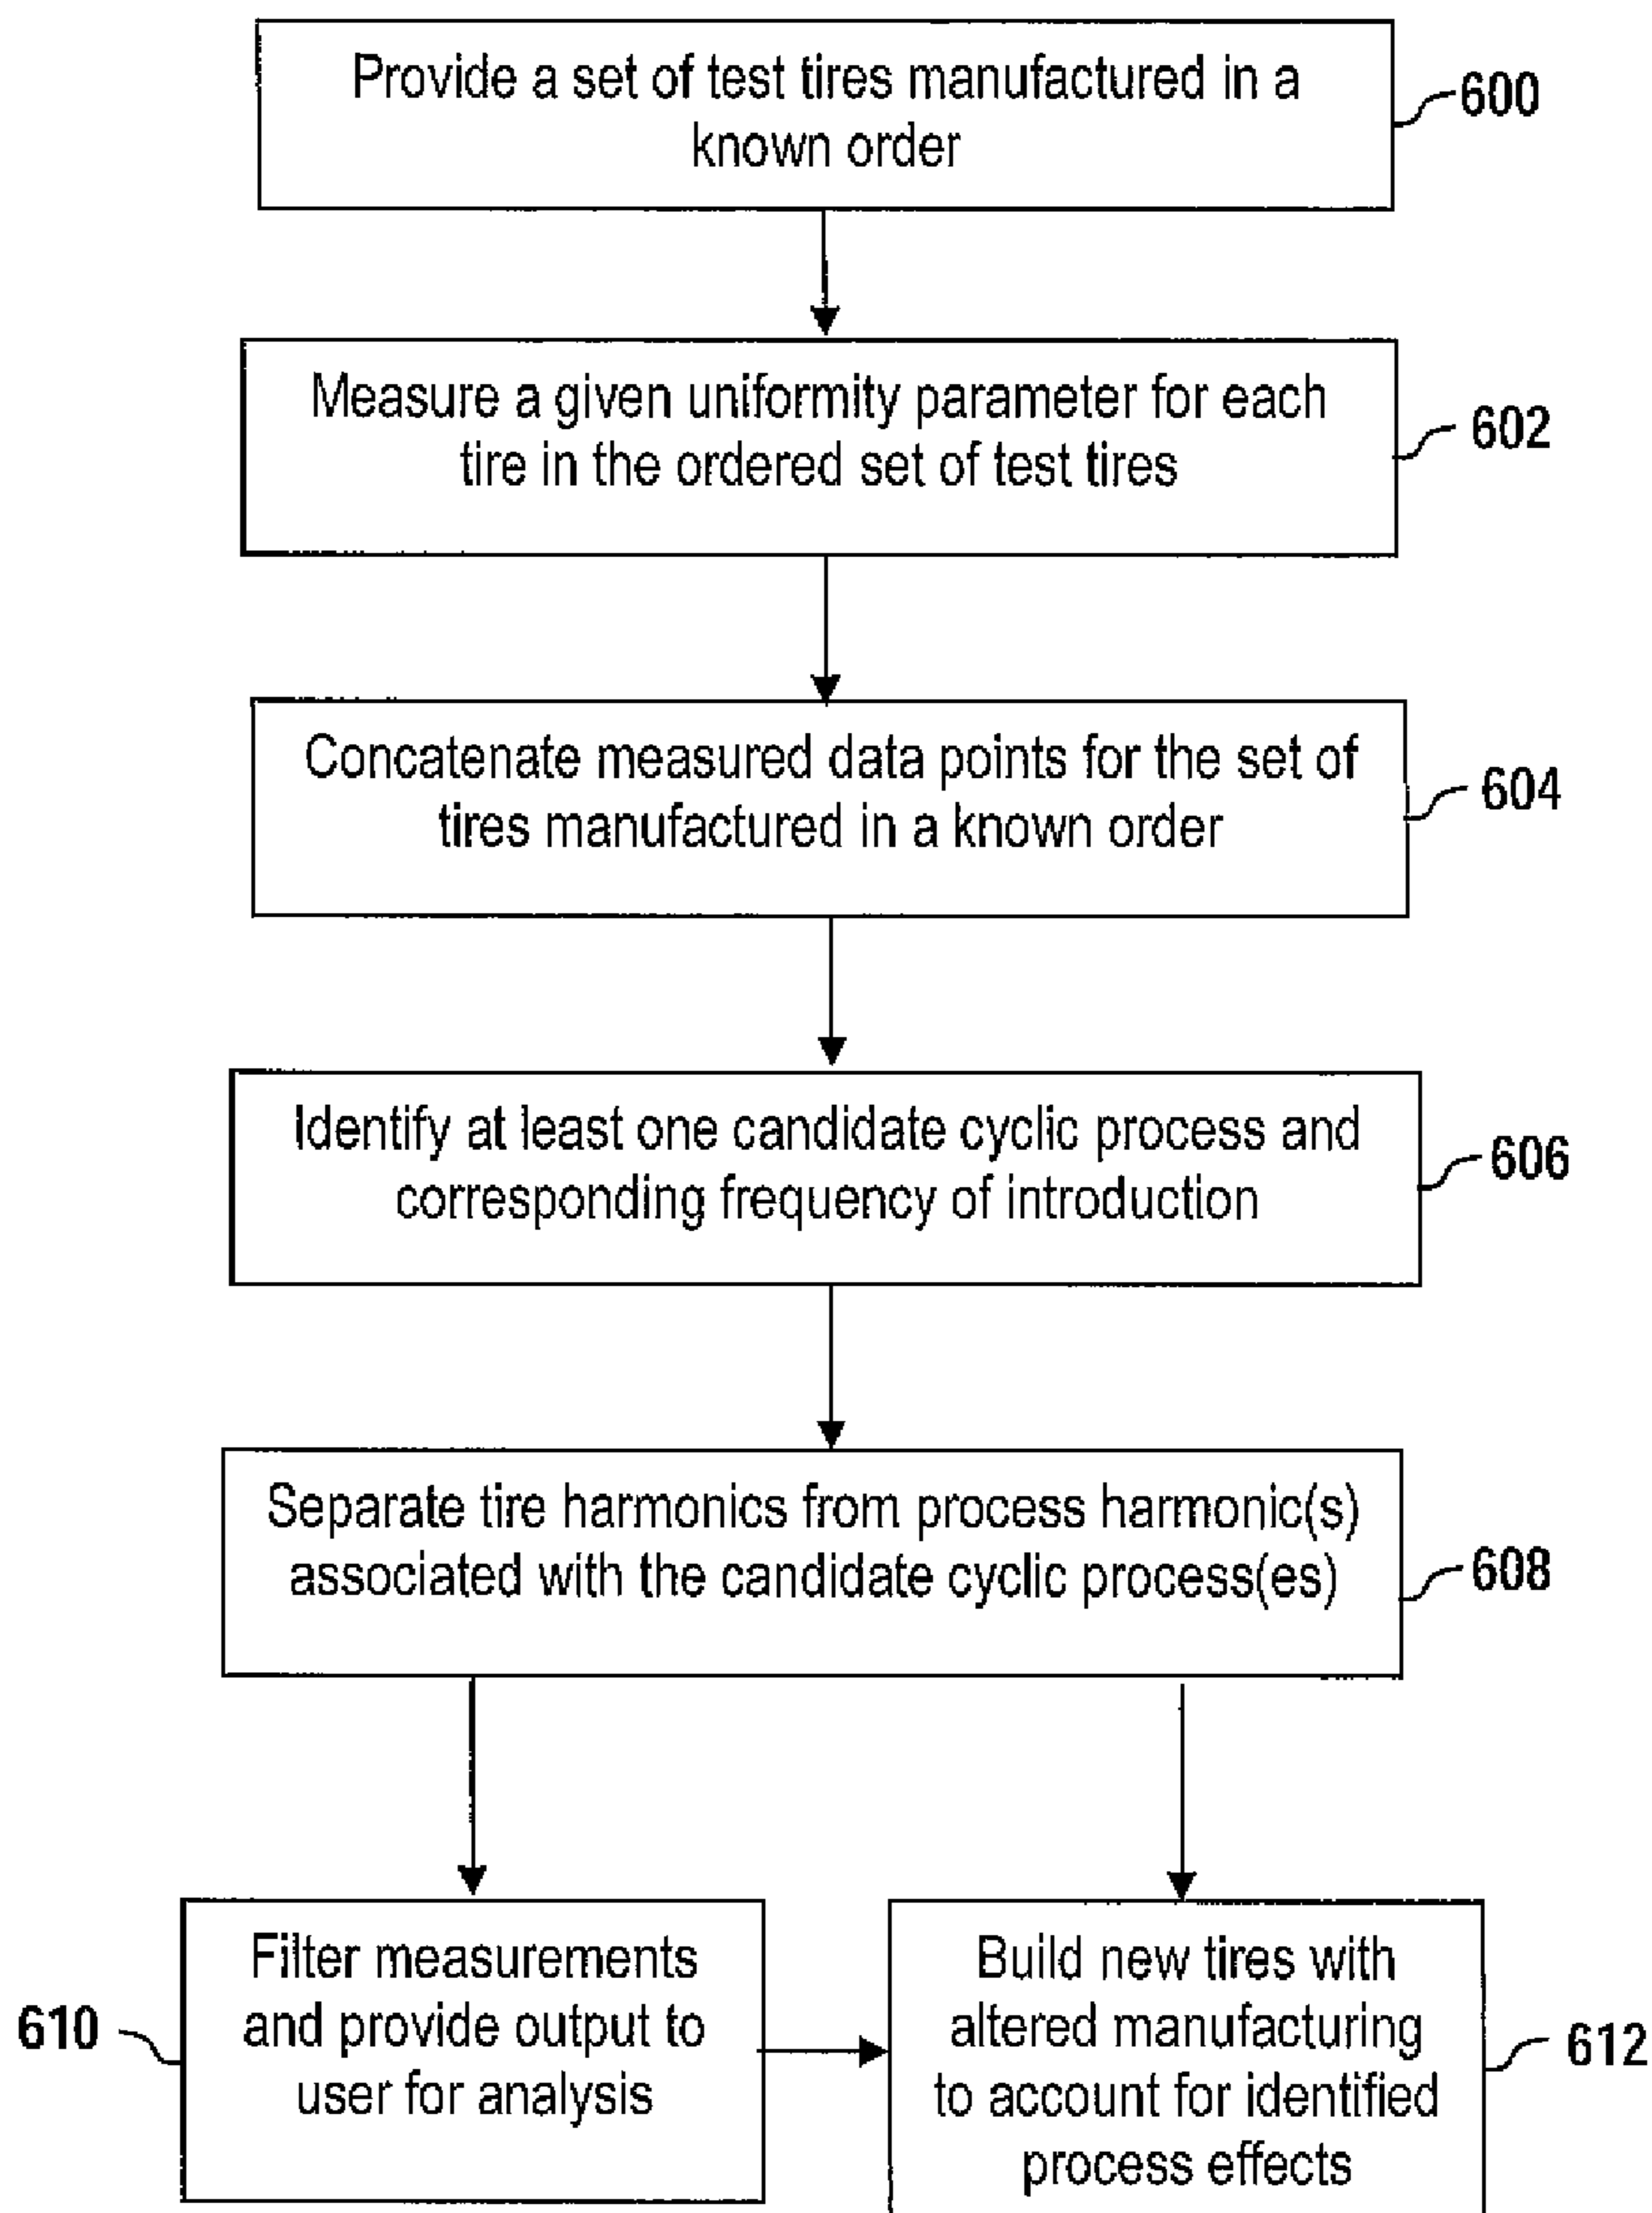 Provide a set of test tires manufactured in a
known order
600
Measure a given uniformity parameter for each
tire in the ordered set of test tires
602
Concatenate measured data points for the set of
tires manufactured in a known order
604
Identify at least one candidate cyclic process and
corresponding frequency of introduction
606
Separate tire harmonics from process harmonic(s)
associated with the candidate cyclic process(es)
608
610
Filter measurements
and provide output to
user for analysis
Build new tires with
altered manufacturing
to account for identified
process effects
612